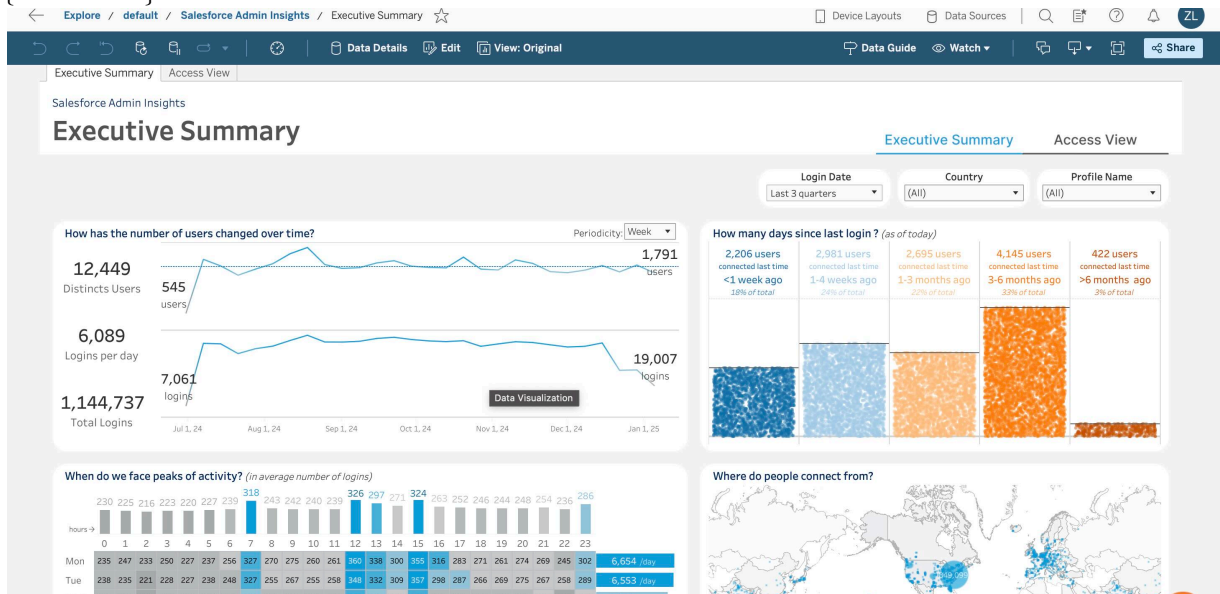 Explore / default / Salesforce Admin Insights / Executive Summary
Device Layouts
Data Sources
ZL
Data Details
Edit
View: Original
Data Guide
Watch
Share
Executive Summary
Access View
Salesforce Admin Insights
Executive Summary
Executive Summary
Access View
Login Date
Last 3 quarters
Country
(All)
Profile Name
(All)
How has the number of users changed over time?
Periodicity: Week
12,449
Distincts Users
545
users
1,791
users
6,089
Logins per day
7,061
logins
19,007
logins
1,144,737
Total Logins
Data Visualization
Jul 1, 24 Aug 1, 24 Sep 1, 24 Oct 1, 24 Nov 1, 24 Dec 1, 24 Jan 1, 25
How many days since last login ? (as of today)
2,206 users
connected last time
<1 week ago
18% of total
2,981 users
connected last time
1-4 weeks ago
24% of total
2,695 users
connected last time
1-3 months ago
22% of total
4,145 users
connected last time
3-6 months ago
33% of total
422 users
connected last time
>6 months ago
3% of total
When do we face peaks of activity? (in average number of logins)
230 225 216 223 220 227 239 318 243 242 240 239 326 297 271 324 263 252 246 244 248 254 236 286
hours →
0 1 2 3 4 5 6 7 8 9 10 11 12 13 14 15 16 17 18 19 20 21 22 23
Mon 235 247 233 250 227 237 256 327 270 275 260 261 360 338 300 355 316 283 271 261 274 269 245 302 6,654 /day
Tue 238 235 221 228 227 238 248 327 255 267 255 258 348 332 309 357 298 287 266 269 275 267 258 289 6,553 /day
Where do people connect from?